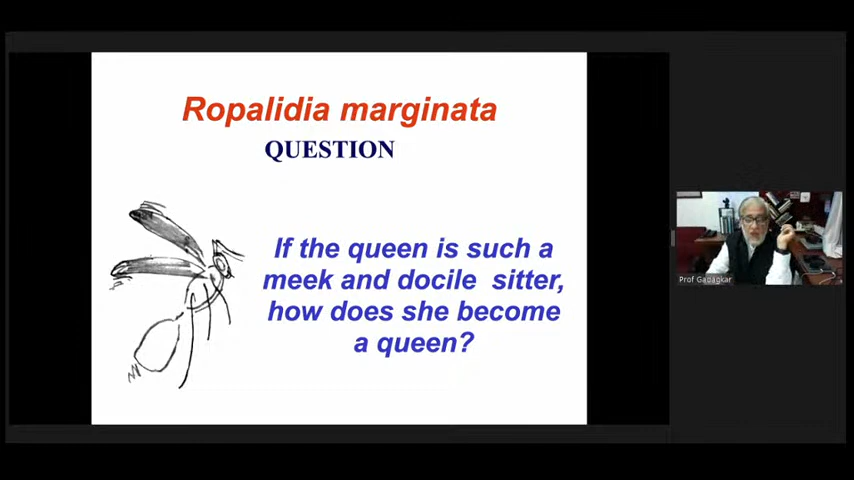 Ropalidia marginata
QUESTION
If the queen is such a
meek and docile sitter,
how does she become
a queen?
Prof Gadagkar